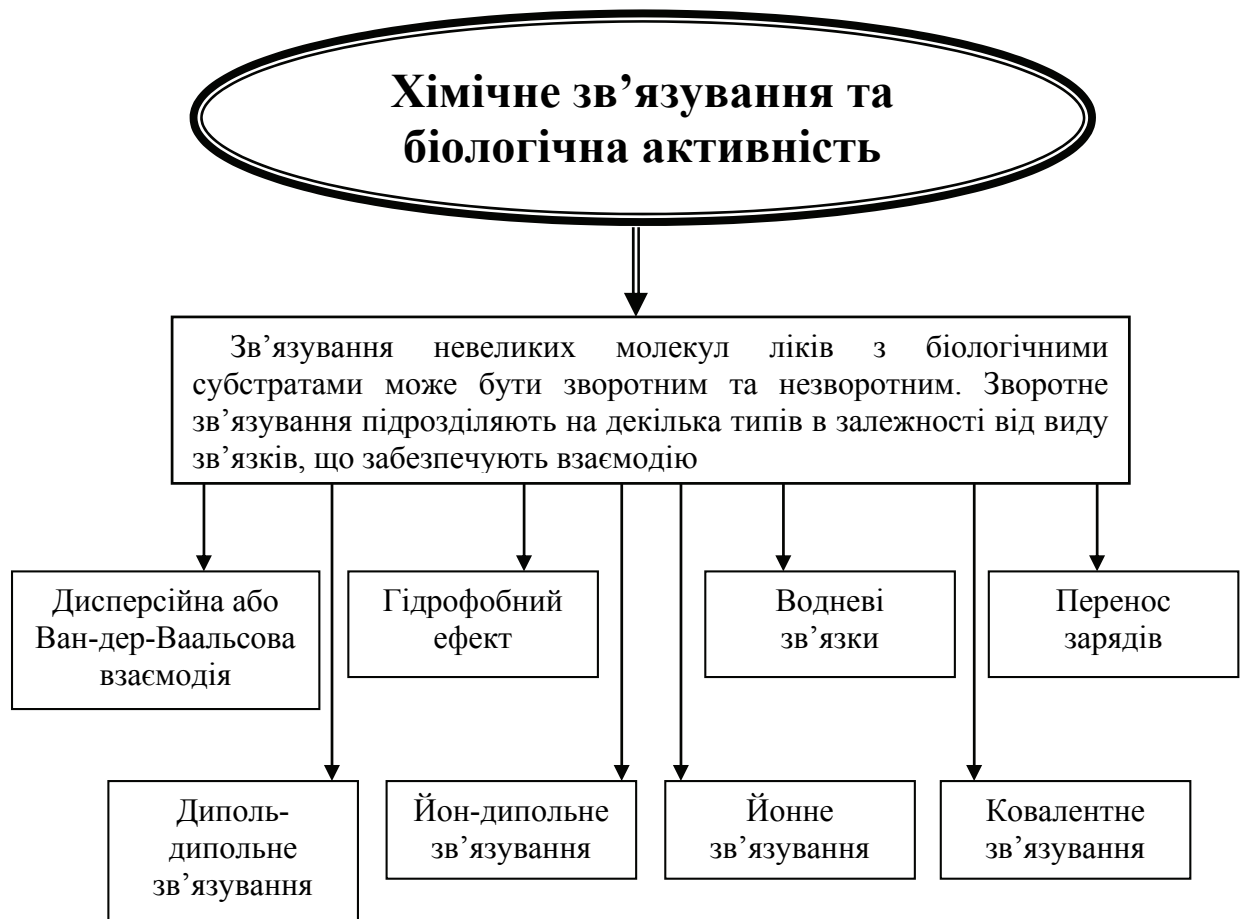 Хімічне зв’язування та
біологічна активність
Зв’язування невеликих молекул ліків з біологічними
субстратами може бути зворотним та незворотним. Зворотне
зв’язування підрозділяють на декілька типів в залежності від виду
зв’язків, що забезпечують взаємодію
Дисперсійна або
Ван-дер-Ваальсова
взаємодія
Гідрофобний
ефект
Водневі
зв’язки
Перенос
зарядів
Диполь-
дипольне
зв’язування
Йон-дипольне
зв’язування
Йонне
зв’язування
Ковалентне
зв’язування